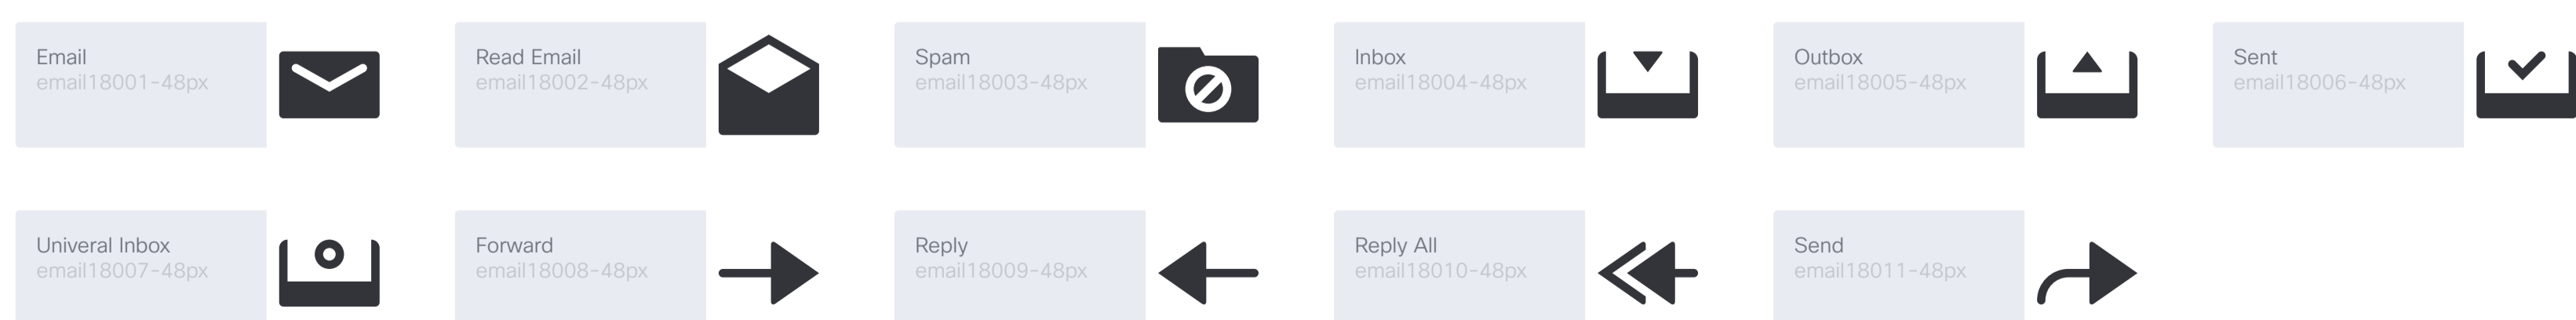 Email
email18001-48px
Read Email
email18002-48px
Spam
email18003-48px
Inbox
email18004-48px
Outbox
email18005-48px
Sent
email18006-48px
Univeral Inbox
email18007-48px
Forward
email18008-48px
Reply
email18009-48px
Reply All
email18010-48px
Send
email18011-48px